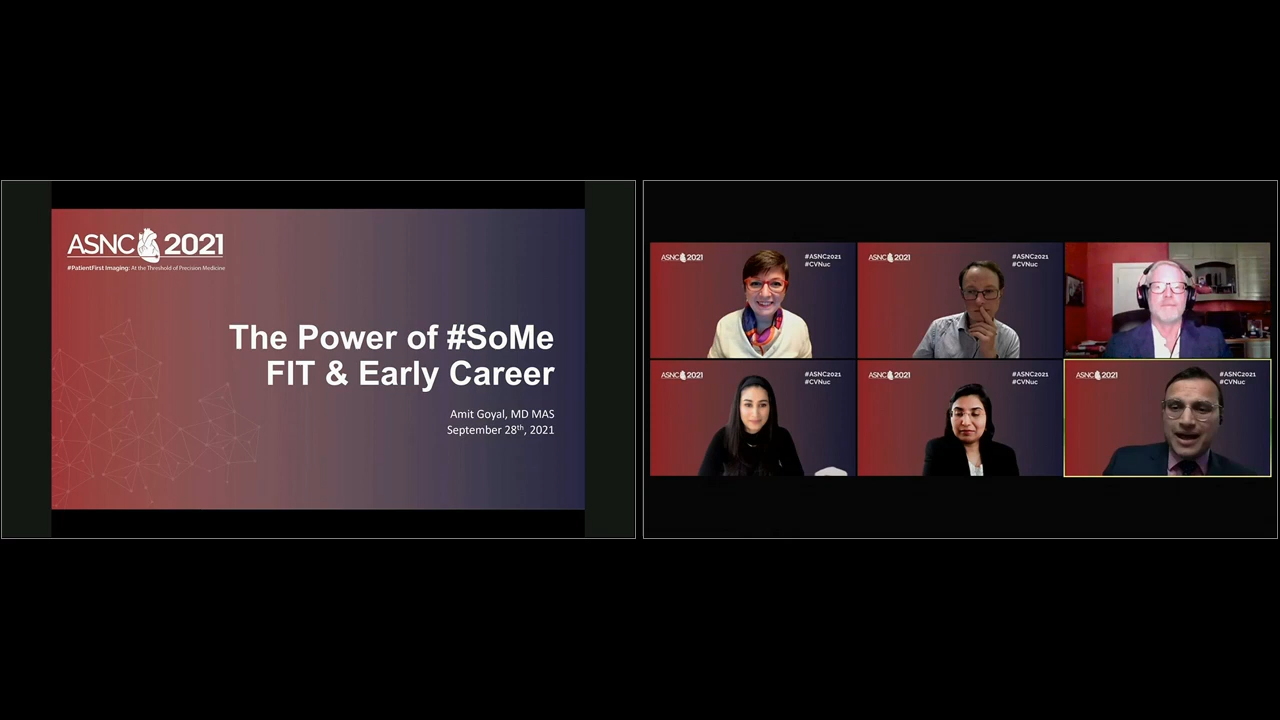 ASNC 2021
#PatientFirst Imaging: At the Threshold of Precision Medicine
The Power of #SoMe
FIT & Early Career
Amit Goyal, MD MAS
September 28th, 2021
ASNC 2021
#ASNC2021
#CVNuc
ASNC 2021
#ASNC2021
#CVNuc
ASNC 2021
#ASNC2021
#CVNuc
ASNC 2021
#ASNC2021
#CVNuc
ASNC 2021
#ASNC2021
#CVNuc